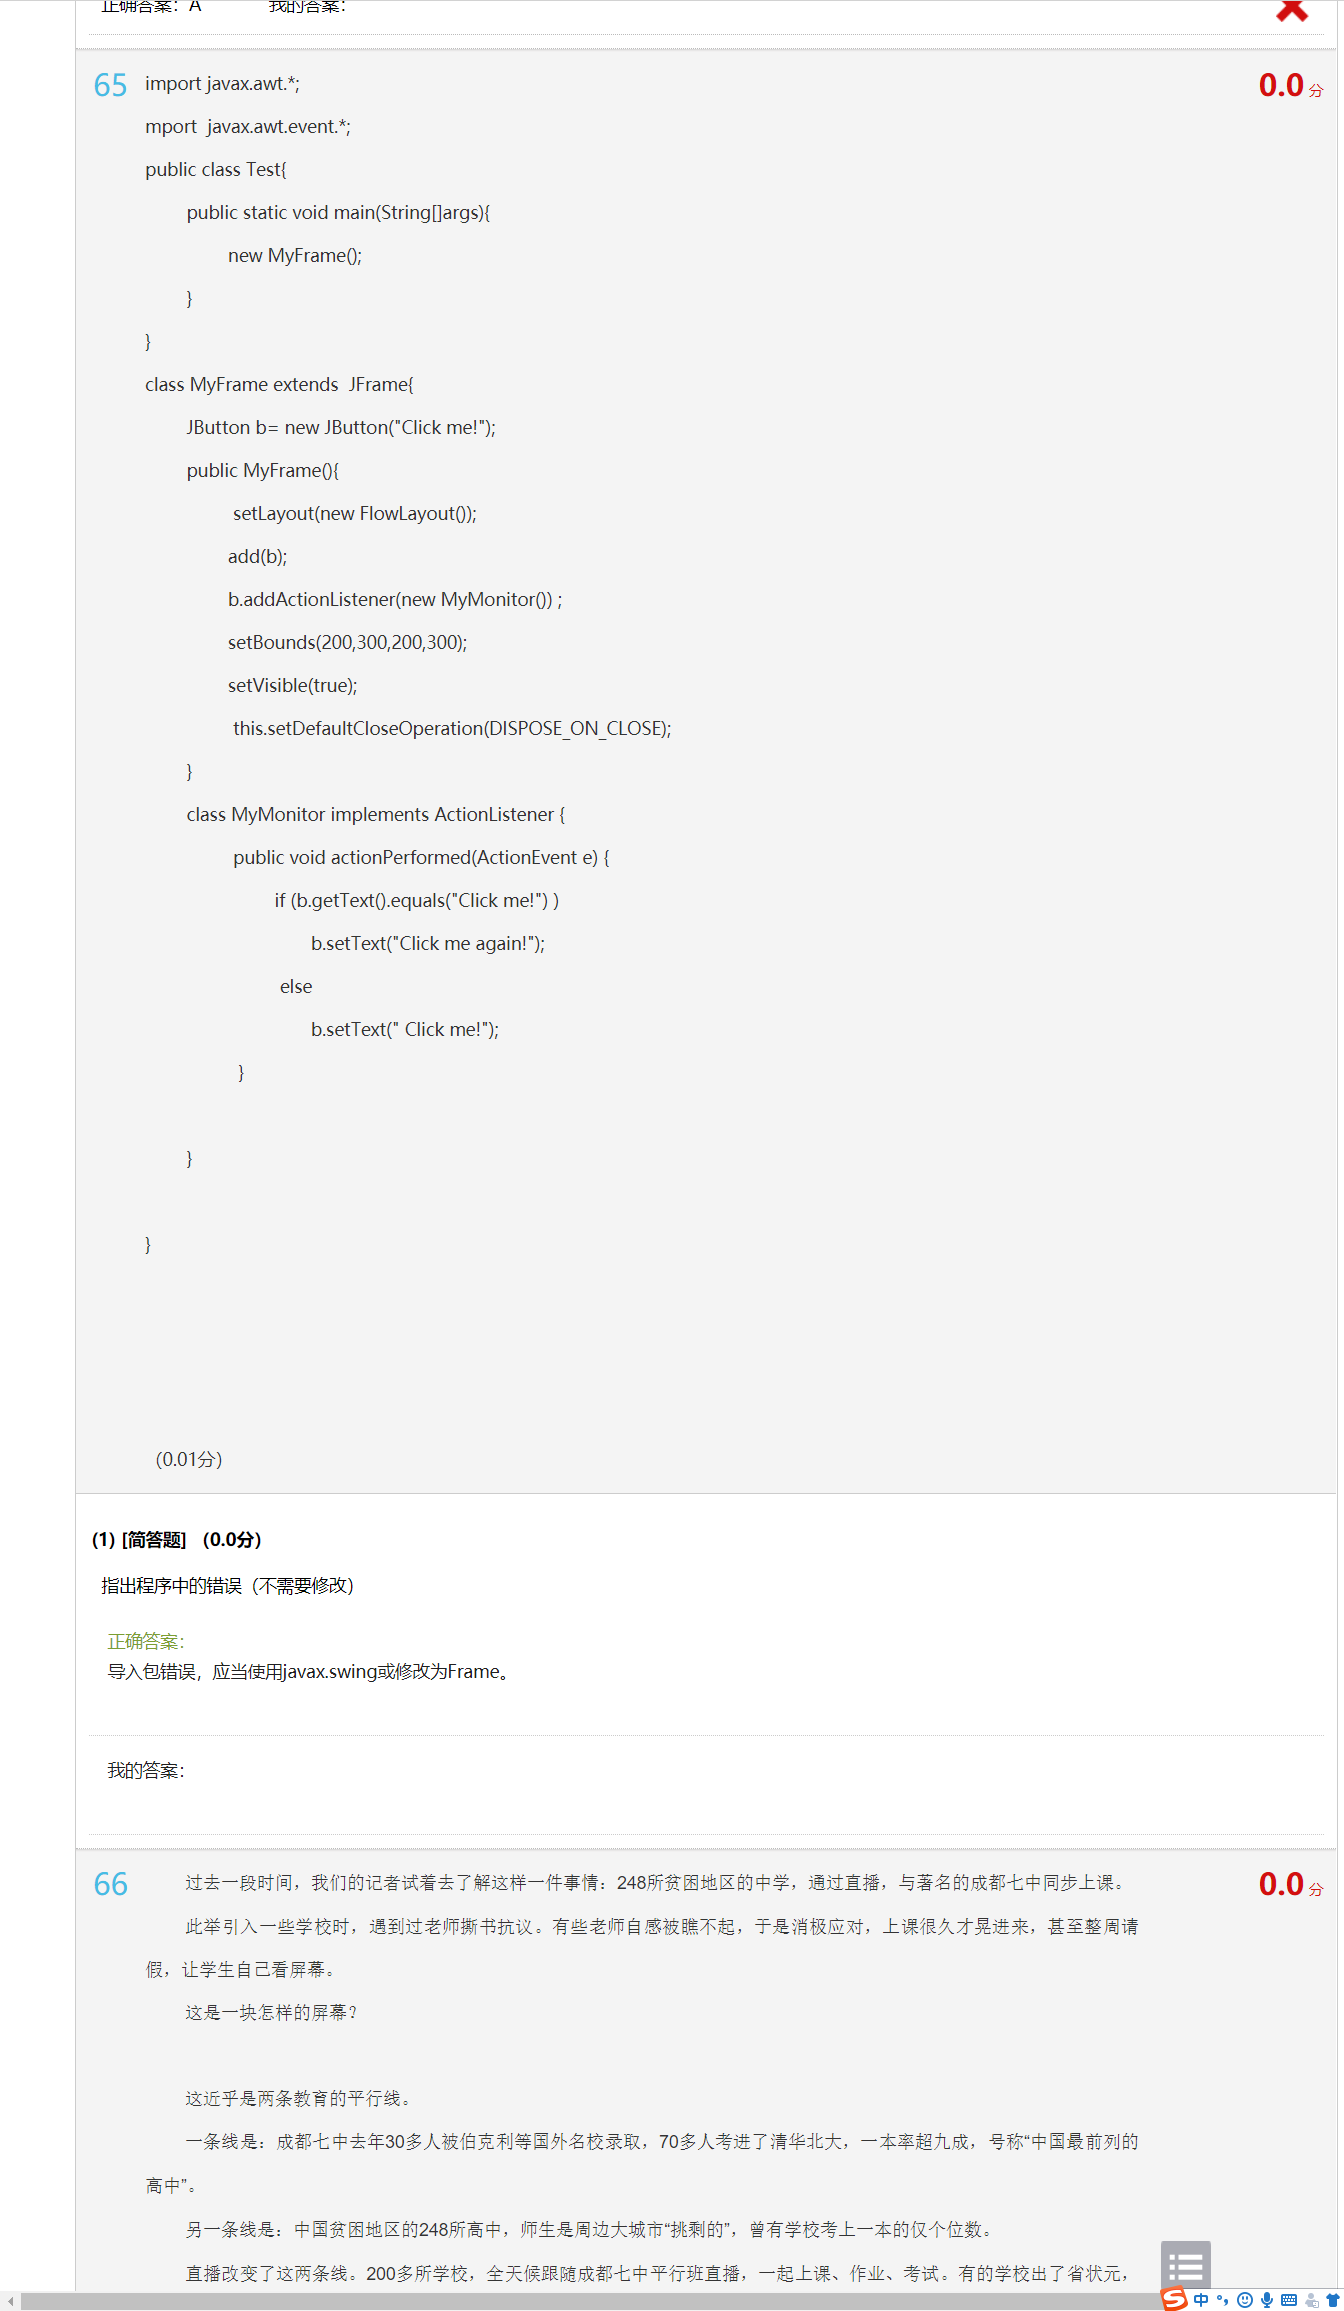 正确答案：A 我的答案：
65 import javax.awt.*; 0.0 分
mport  javax.awt.event.*;
public class Test{
public static void main(String[]args){
new MyFrame();
}
}
class MyFrame extends  JFrame{
JButton b= new JButton("Click me!");
public MyFrame(){
setLayout(new FlowLayout());
add(b);
b.addActionListener(new MyMonitor()) ;
setBounds(200,300,200,300);
setVisible(true);
this.setDefaultCloseOperation(DISPOSE_ON_CLOSE);
}
class MyMonitor implements ActionListener {
public void actionPerformed(ActionEvent e) {
if (b.getText().equals("Click me!") )
b.setText("Click me again!");
else
b.setText(" Click me!");
}
}
}
（0.01分）
(1) [简答题] （0.0分）
指出程序中的错误（不需要修改）
正确答案：
导入包错误，应当使用javax.swing或修改为Frame。
我的答案：
66 过去一段时间，我们的记者试着去了解这样一件事情：248所贫困地区的中学，通过直播，与著名的成都七中同步上课。 0.0 分
此举引入一些学校时，遇到过老师撕书抗议。有些老师自感被瞧不起，于是消极应对，上课很久才晃进来，甚至整周请
假，让学生自己看屏幕。
这是一块怎样的屏幕？
这近乎是两条教育的平行线。
一条线是：成都七中去年30多人被伯克利等国外名校录取，70多人考进了清华北大，一本率超九成，号称“中国最前列的
高中”。
另一条线是：中国贫困地区的248所高中，师生是周边大城市“挑剩的”，曾有学校考上一本的仅个位数。
直播改变了这两条线。200多所学校，全天候跟随成都七中平行班直播，一起上课、作业、考试。有的学校出了省状元，
S 中